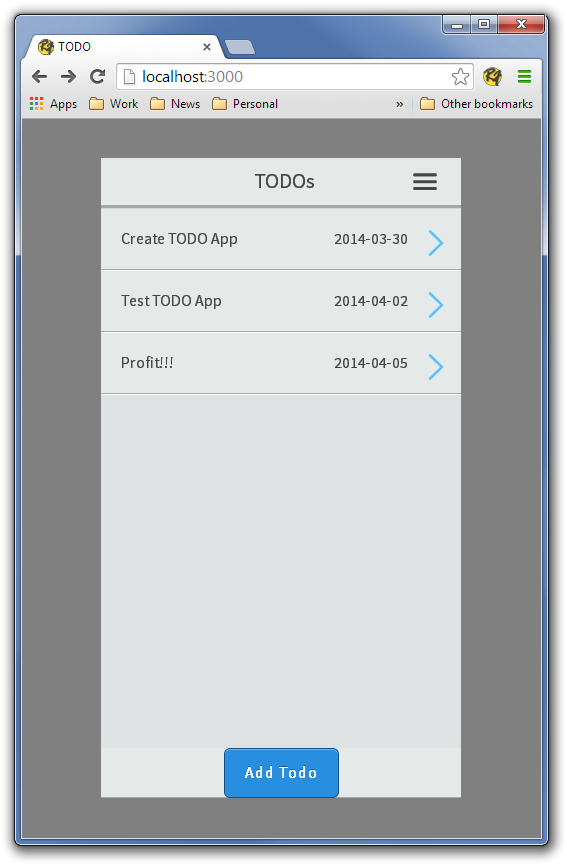 TODO
localhost:3000
Apps Work News Personal » Other bookmarks
TODOs
Create TODO App 2014-03-30
Test TODO App 2014-04-02
Profit!!! 2014-04-05
Add Todo